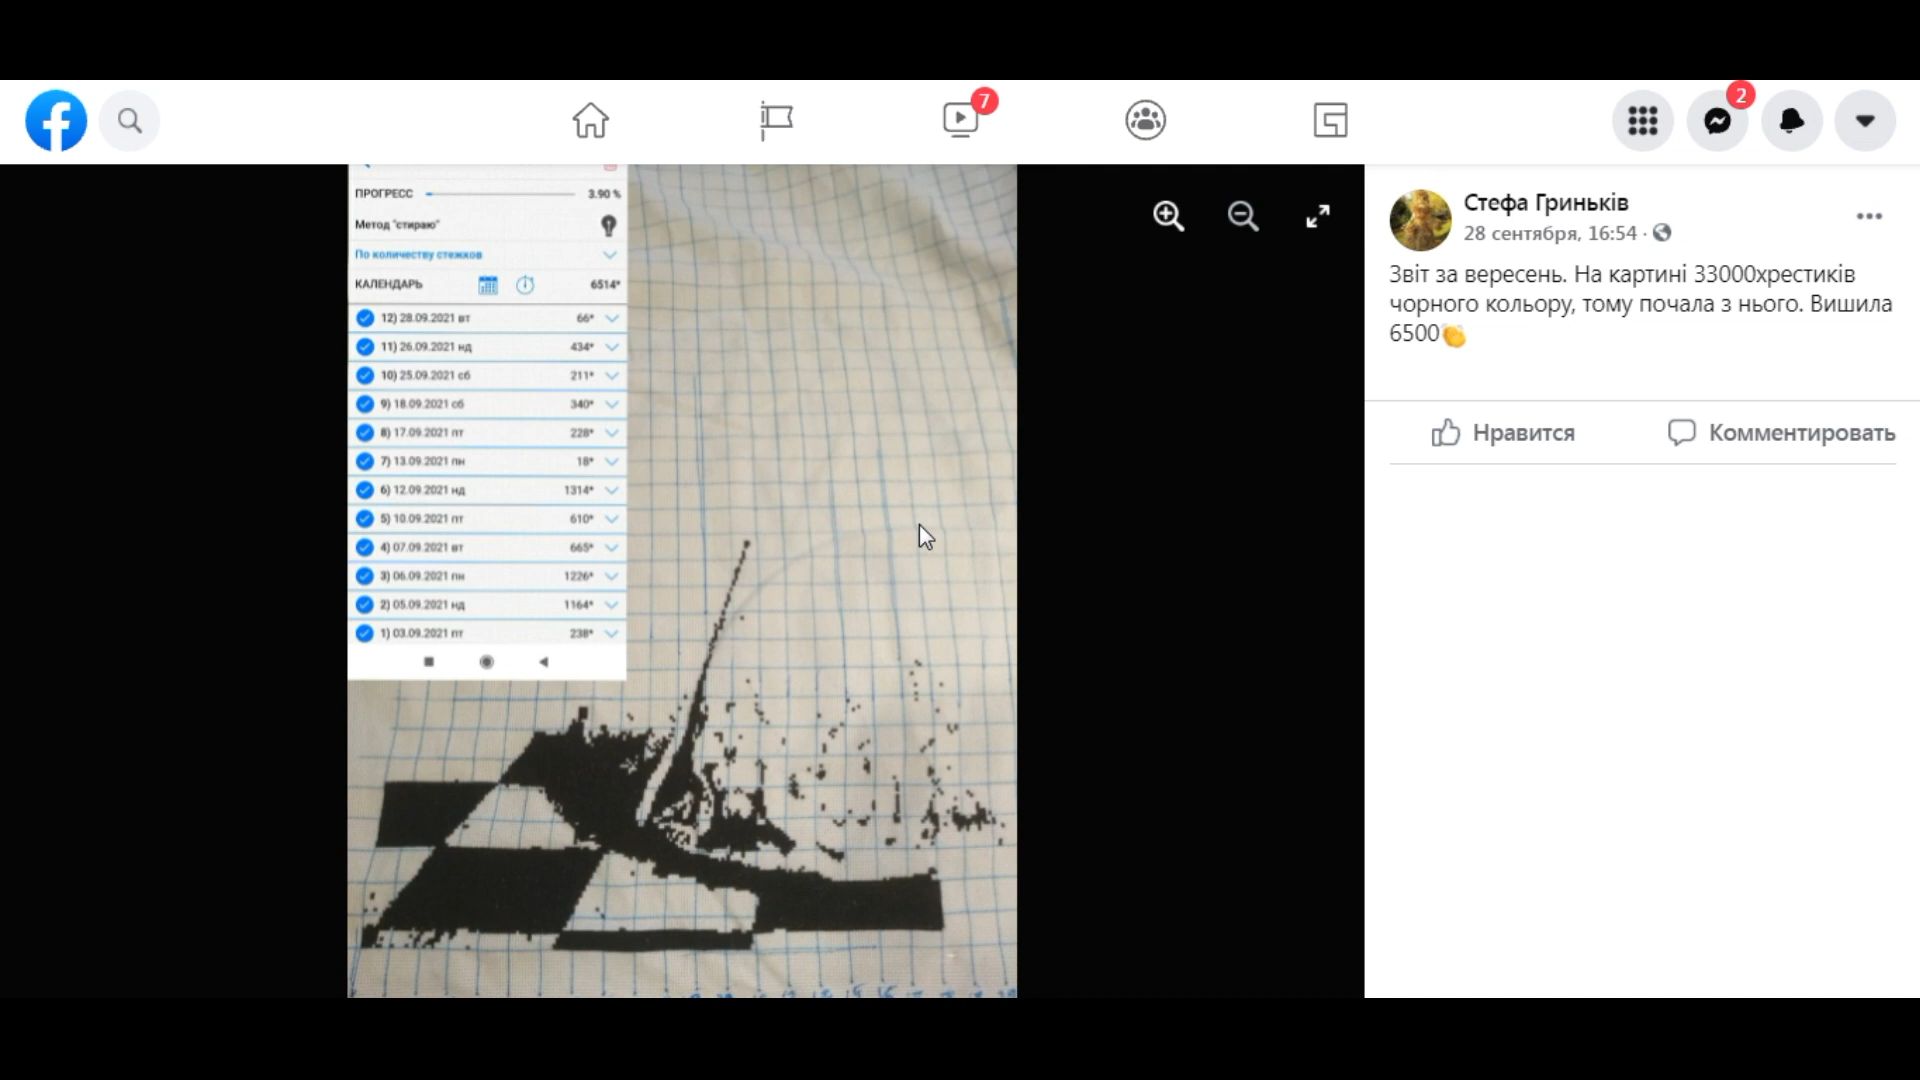 7
2
ПРОГРЕСС 3.90 %
Метод "стираю"
По количеству стежков
КАЛЕНДАРЬ 6514*
12) 28.09.2021 вт 66*
11) 26.09.2021 нд 434*
10) 25.09.2021 сб 211*
9) 18.09.2021 сб 340*
8) 17.09.2021 пт 228*
7) 13.09.2021 пн 18*
6) 12.09.2021 нд 1314*
5) 10.09.2021 пт 610*
4) 07.09.2021 вт 665*
3) 06.09.2021 пн 1226*
2) 05.09.2021 нд 1164*
1) 03.09.2021 пт 238*
Стефа Гриньків
28 сентября, 16:54 ·
Звіт за вересень. На картині 33000хрестиків
чорного кольору, тому почала з нього. Вишила
6500👏
Нравится Комментировать